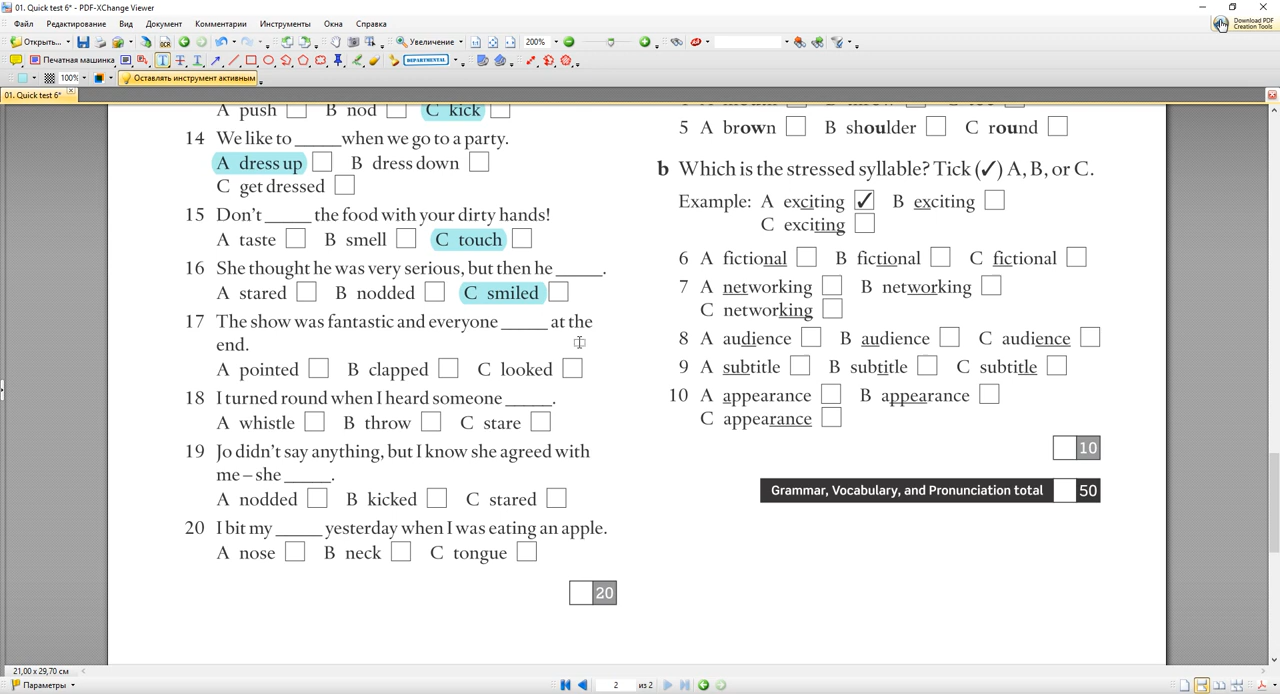 01. Quick test 6* - PDF-XChange Viewer
Файл Редактирование Вид Документ Комментарии Инструменты Окна Справка
Download PDF
Creation Tools
Открыть... OCR Увеличение 200%
Печатная машинка DEPARTMENTAL
100% Оставлять инструмент активным
01. Quick test 6*
A push B nod C kick
14 We like to _____ when we go to a party.
A dress up B dress down
C get dressed
15 Don't _____ the food with your dirty hands!
A taste B smell C touch
16 She thought he was very serious, but then he _____.
A stared B nodded C smiled
17 The show was fantastic and everyone _____ at the
end.
A pointed B clapped C looked
18 I turned round when I heard someone _____.
A whistle B throw C stare
19 Jo didn't say anything, but I know she agreed with
me – she _____.
A nodded B kicked C stared
20 I bit my _____ yesterday when I was eating an apple.
A nose B neck C tongue
20
5 A brown B shoulder C round
b Which is the stressed syllable? Tick (✓) A, B, or C.
Example: A exciting ✓ B exciting
C exciting
6 A fictional B fictional C fictional
7 A networking B networking
C networking
8 A audience B audience C audience
9 A subtitle B subtitle C subtitle
10 A appearance B appearance
C appearance
10
Grammar, Vocabulary, and Pronunciation total 50
21,00 x 29,70 см
Параметры 2 из 2